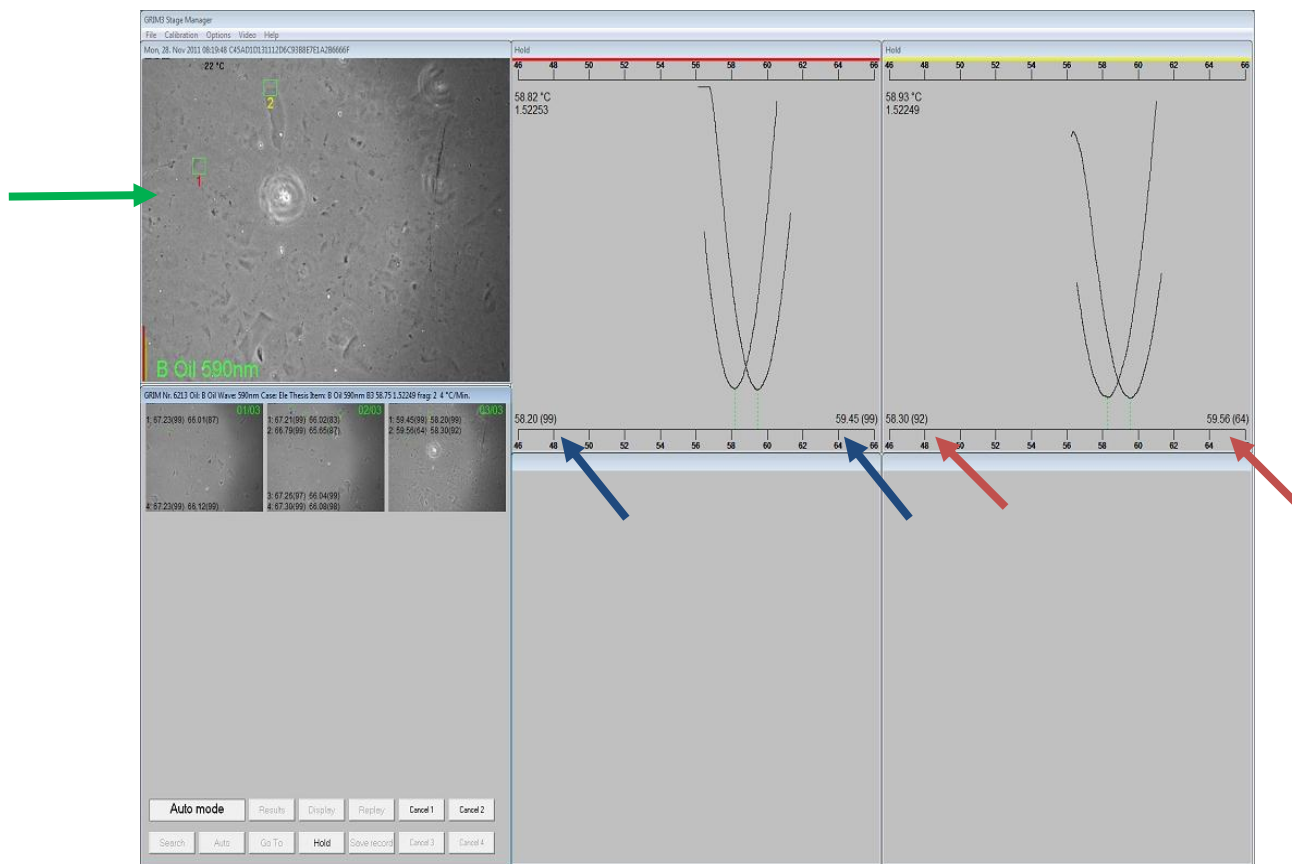 GRIM3 Stage Manager
File Calibration Options Video Help
Mon, 28. Nov 2011 08:19:48 C45AD1D131112D6C93B8E7E1A2B6666F
22 °C
2
1
B Oil 590nm
Hold
46 48 50 52 54 56 58 60 62 64 66
58.82 °C
1.52253
58.20 (99) 59.45 (99)
46 48 50 52 54 56 58 60 62 64 66
Hold
46 48 50 52 54 56 58 60 62 64 66
58.93 °C
1.52249
58.30 (92) 59.56 (64)
46 48 50 52 54 56 58 60 62 64 66
GRIM Nr. 6213 Oil: B Oil Wave: 590nm Case: Ele Thesis Item: B Oil 590nm B3 58.75 1.52249 frag: 2 4 °C/Min.
01/03
1: 67.23(99) 66.01(87)
4: 67.23(99) 66.12(99)
02/03
1: 67.21(99) 66.02(83)
2: 66.79(99) 65.65(87)
3: 67.26(97) 66.04(99)
4: 67.30(99) 66.08(98)
03/03
1: 59.45(99) 58.20(99)
2: 59.56(64) 58.30(92)
Auto mode Results Display Replay Cancel 1 Cancel 2
Search Auto Go To Hold Save record Cancel 3 Cancel 4